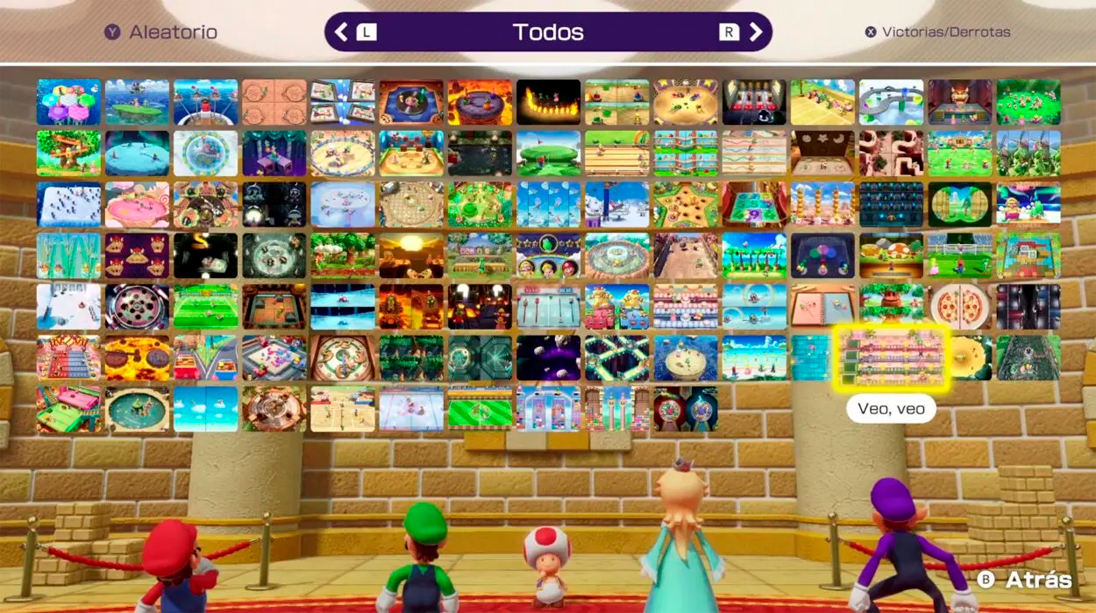 Y Aleatorio
L Todos R
X Victorias/Derrotas
Veo, veo
B Atrás